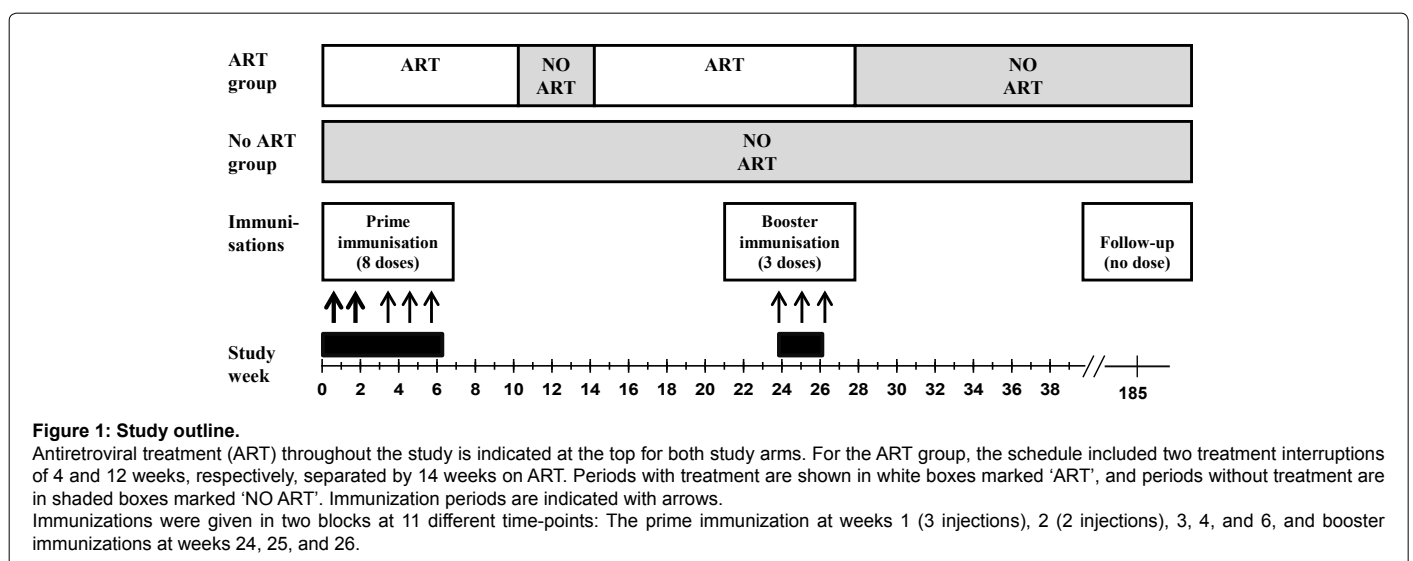 ART
group
ART
NO
ART
ART
NO
ART
No ART
group
NO
ART
Immuni-
sations
Prime
immunisation
(8 doses)
Booster
immunisation
(3 doses)
Follow-up
(no dose)
Study
week
0 2 4 6 8 10 12 14 16 18 20 22 24 26 28 30 32 34 36 38 185
Figure 1: Study outline.
Antiretroviral treatment (ART) throughout the study is indicated at the top for both study arms. For the ART group, the schedule included two treatment interruptions
of 4 and 12 weeks, respectively, separated by 14 weeks on ART. Periods with treatment are shown in white boxes marked ‘ART’, and periods without treatment are
in shaded boxes marked ‘NO ART’. Immunization periods are indicated with arrows.
Immunizations were given in two blocks at 11 different time-points: The prime immunization at weeks 1 (3 injections), 2 (2 injections), 3, 4, and 6, and booster
immunizations at weeks 24, 25, and 26.